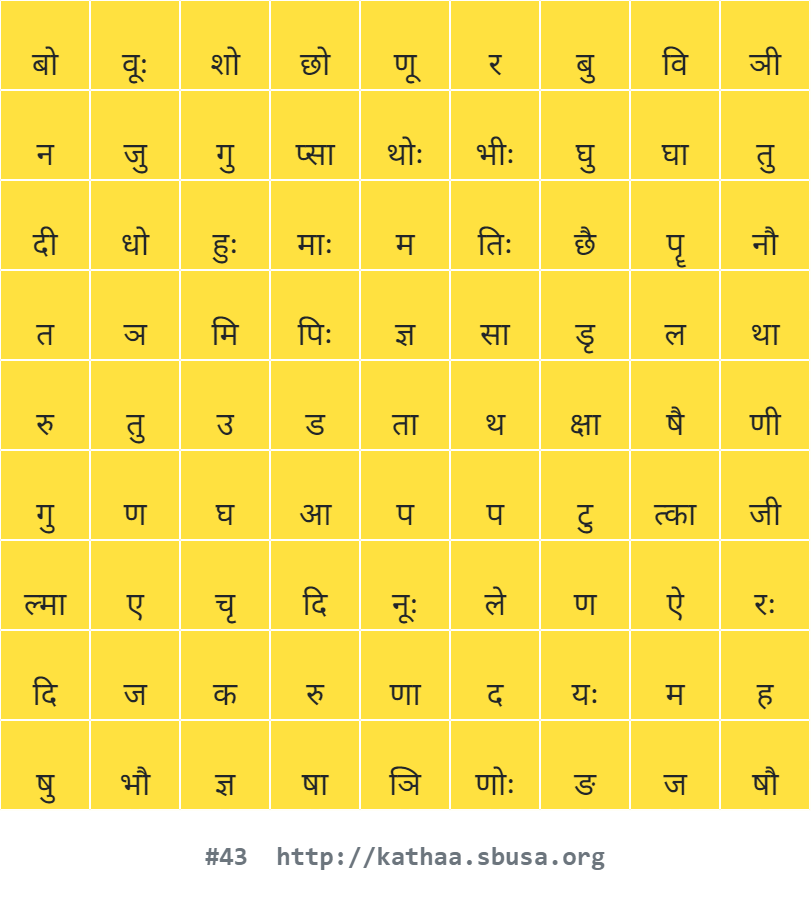 बो वूः शो छो णू र बु वि ञी
न जु गु प्सा थोः भीः घु घा तु
दी धो हुः माः म तिः छै पॄ नौ
त ञ मि पिः ज्ञ सा डृ ल था
रु तु उ ड ता थ क्षा षै णी
गु ण घ आ प प टु त्का जी
ल्मा ए चृ दि नूः ले ण ऐ रः
दि ज क रु णा द यः म ह
षु भौ ज्ञ षा ञि णोः ङ ज षौ
#43 http://kathaa.sbusa.org